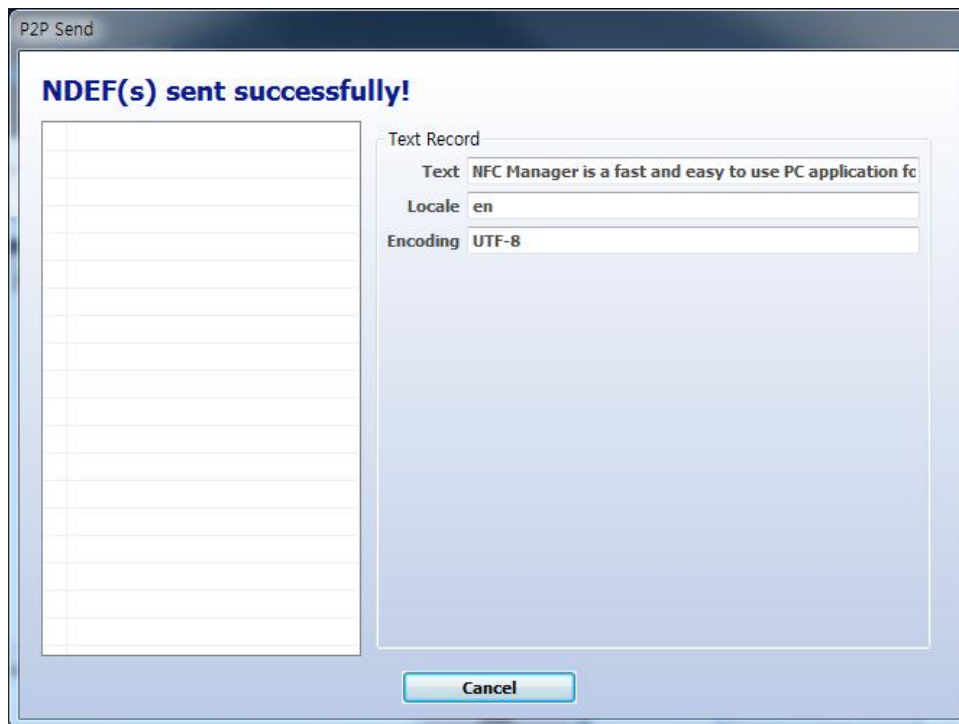 P2P Send
NDEF(s) sent successfully!
Text Record
Text NFC Manager is a fast and easy to use PC application fo
Locale en
Encoding UTF-8
Cancel